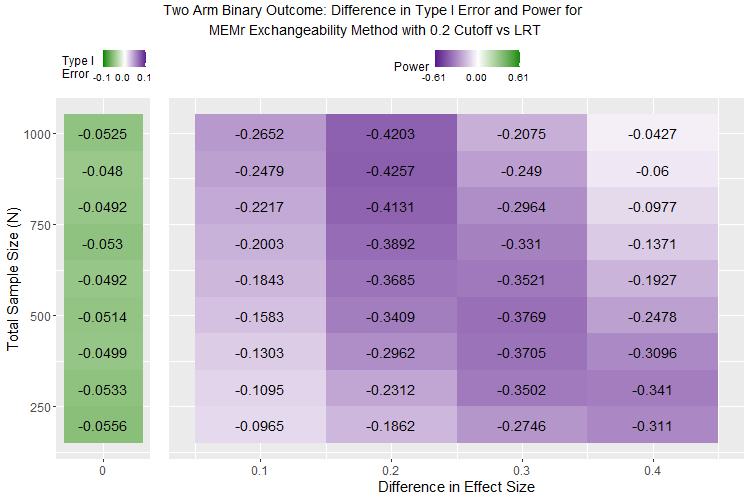 Two Arm Binary Outcome: Difference in Type I Error and Power for
MEMr Exchangeability Method with 0.2 Cutoff vs LRT
Type I
Error
-0.1 0.0 0.1
Power
-0.61 0.00 0.61
Total Sample Size (N)
1000 -0.0525 -0.2652 -0.4203 -0.2075 -0.0427
-0.048 -0.2479 -0.4257 -0.249 -0.06
-0.0492 -0.2217 -0.4131 -0.2964 -0.0977
750
-0.053 -0.2003 -0.3892 -0.331 -0.1371
-0.0492 -0.1843 -0.3685 -0.3521 -0.1927
500 -0.0514 -0.1583 -0.3409 -0.3769 -0.2478
-0.0499 -0.1303 -0.2962 -0.3705 -0.3096
-0.0533 -0.1095 -0.2312 -0.3502 -0.341
250
-0.0556 -0.0965 -0.1862 -0.2746 -0.311
0 0.1 0.2 0.3 0.4
Difference in Effect Size